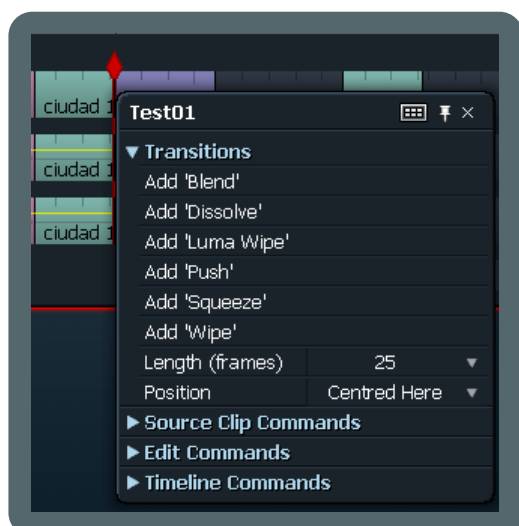 ciudad 1
Test01
Transitions
ciudad 1
Add 'Blend'
Add 'Dissolve'
ciudad 1
Add 'Luma Wipe'
Add 'Push'
Add 'Squeeze'
Add 'Wipe'
Length (frames) 25
Position Centred Here
Source Clip Commands
Edit Commands
Timeline Commands